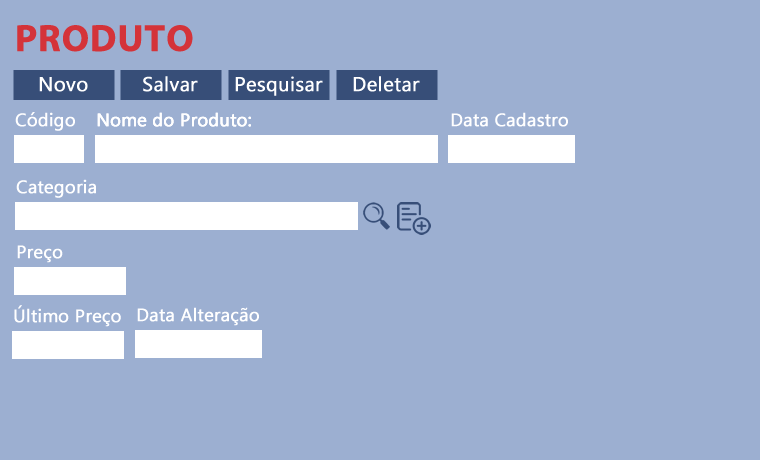 PRODUTO
Novo Salvar Pesquisar Deletar
Código Nome do Produto: Data Cadastro
Categoria
Preço
Último Preço Data Alteração